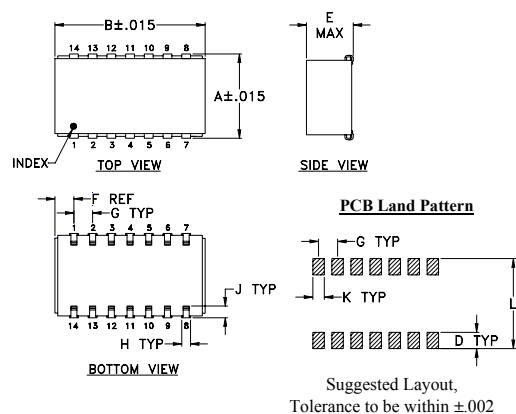 B±.015
E
MAX
14 13 12 11 10 9 8
A±.015
INDEX
1 2 3 4 5 6 7
TOP VIEW
SIDE VIEW
F REF
G TYP
PCB Land Pattern
1 2 3 4 5 6 7
G TYP
J TYP
K TYP
L
14 13 12 11 10 9 8
H TYP
D TYP
BOTTOM VIEW
Suggested Layout,
Tolerance to be within ±.002